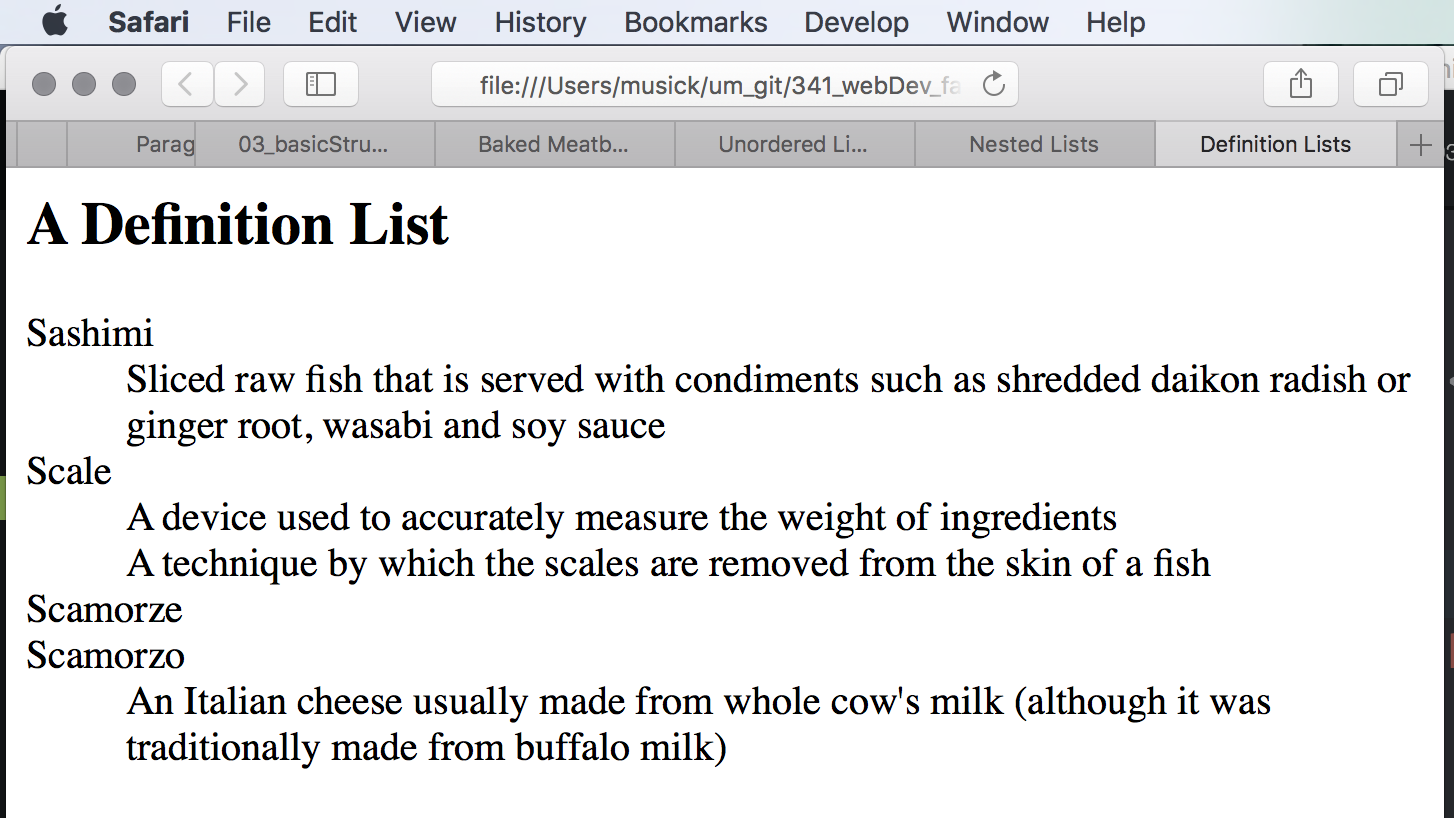 Safari File Edit View History Bookmarks Develop Window Help
file:///Users/musick/um_git/341_webDev_fa
Parag 03_basicStru... Baked Meatb... Unordered Li... Nested Lists Definition Lists
A Definition List
Sashimi
Sliced raw fish that is served with condiments such as shredded daikon radish or
ginger root, wasabi and soy sauce
Scale
A device used to accurately measure the weight of ingredients
A technique by which the scales are removed from the skin of a fish
Scamorze
Scamorzo
An Italian cheese usually made from whole cow's milk (although it was
traditionally made from buffalo milk)